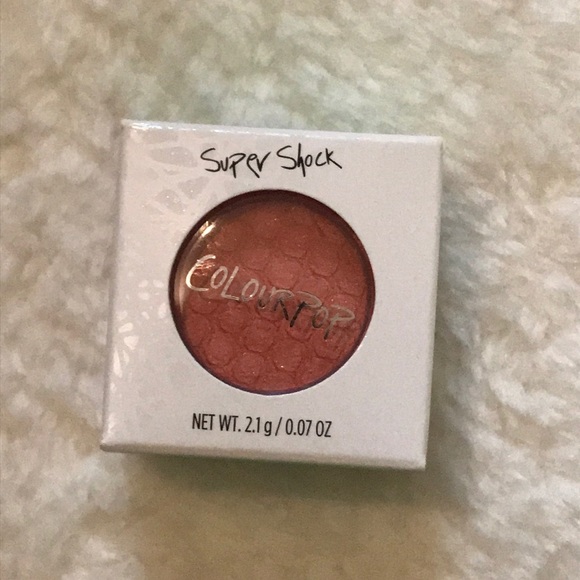 Super Shock
COLOURPOP
NET WT. 2.1 g / 0.07 OZ